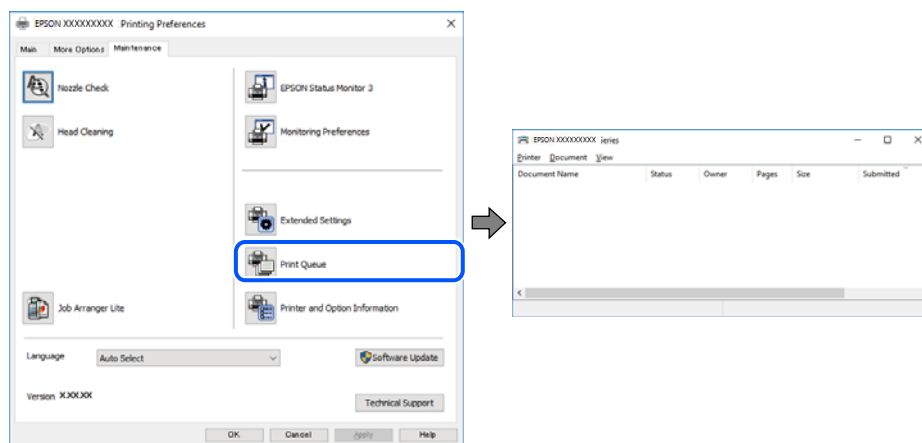 EPSON XXXXXXXXX Printing Preferences
Main More Options Maintenance
Nozzle Check
Head Cleaning
Job Arranger Lite
EPSON Status Monitor 3
Monitoring Preferences
Extended Settings
Print Queue
Printer and Option Information
Language Auto Select Software Update
Version X.XX.XX
Technical Support
OK Cancel Apply Help
EPSON XXXXXXXXX ieries
Printer Document View
Document Name Status Owner Pages Size Submitted